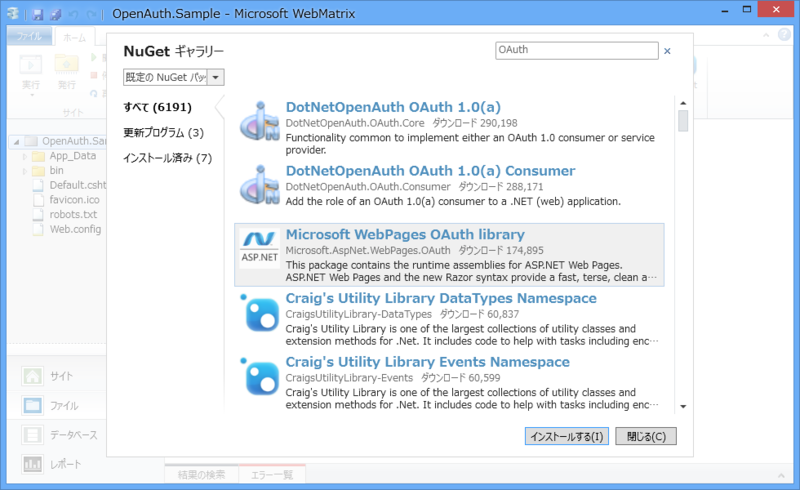 OpenAuth.Sample - Microsoft WebMatrix
ファイル
ホーム
実行
発行
サイト
NuGet ギャラリー
OAuth
既定の NuGet パッ
すべて (6191)
更新プログラム (3)
インストール済み (7)
OpenAuth.Sam
App_Data
bin
Default.csht
favicon.ico
robots.txt
Web.config
DotNetOpenAuth OAuth 1.0(a)
DotNetOpenAuth.OAuth.Core ダウンロード 290,198
Functionality common to implement either an OAuth 1.0 consumer or service
provider.
DotNetOpenAuth OAuth 1.0(a) Consumer
DotNetOpenAuth.OAuth.Consumer ダウンロード 288,171
Add the role of an OAuth 1.0(a) consumer to a .NET (web) application.
ASP.NET
Microsoft WebPages OAuth library
Microsoft.AspNet.WebPages.OAuth ダウンロード 174,895
This package contains the runtime assemblies for ASP.NET Web Pages.
ASP.NET Web Pages and the new Razor syntax provide a fast, terse, clean a…
Craig's Utility Library DataTypes Namespace
CraigsUtilityLibrary-DataTypes ダウンロード 60,837
Craig's Utility Library is one of the largest collections of utility classes and
extension methods for .Net. It includes code to help with tasks including enc…
Craig's Utility Library Events Namespace
CraigsUtilityLibrary-Events ダウンロード 60,599
Craig's Utility Library is one of the largest collections of utility classes and
extension methods for .Net. It includes code to help with tasks including enc…
サイト
ファイル
データベース
レポート
インストールする(I)
閉じる(C)
結果の検索
エラー一覧